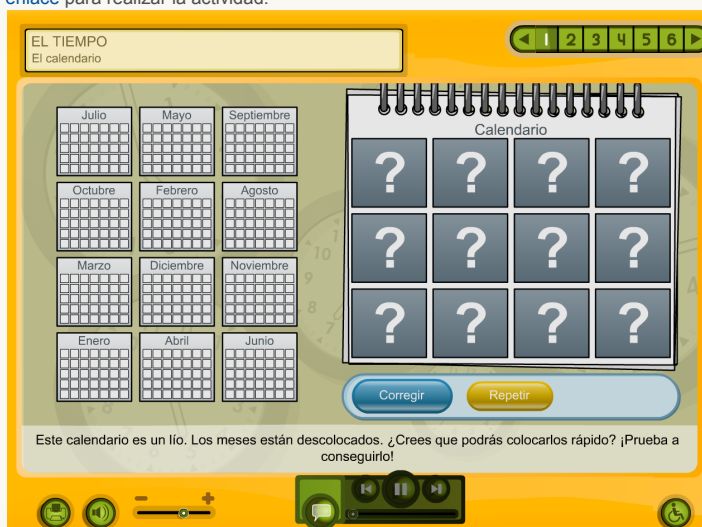 enlace para realizar la actividad.
EL TIEMPO
El calendario
1 2 3 4 5 6
Julio Mayo Septiembre
Octubre Febrero Agosto
Marzo Diciembre Noviembre
Enero Abril Junio
Calendario
? ? ? ?
? ? ? ?
? ? ? ?
Corregir Repetir
Este calendario es un lío. Los meses están descolocados. ¿Crees que podrás colocarlos rápido? ¡Prueba a
conseguirlo!